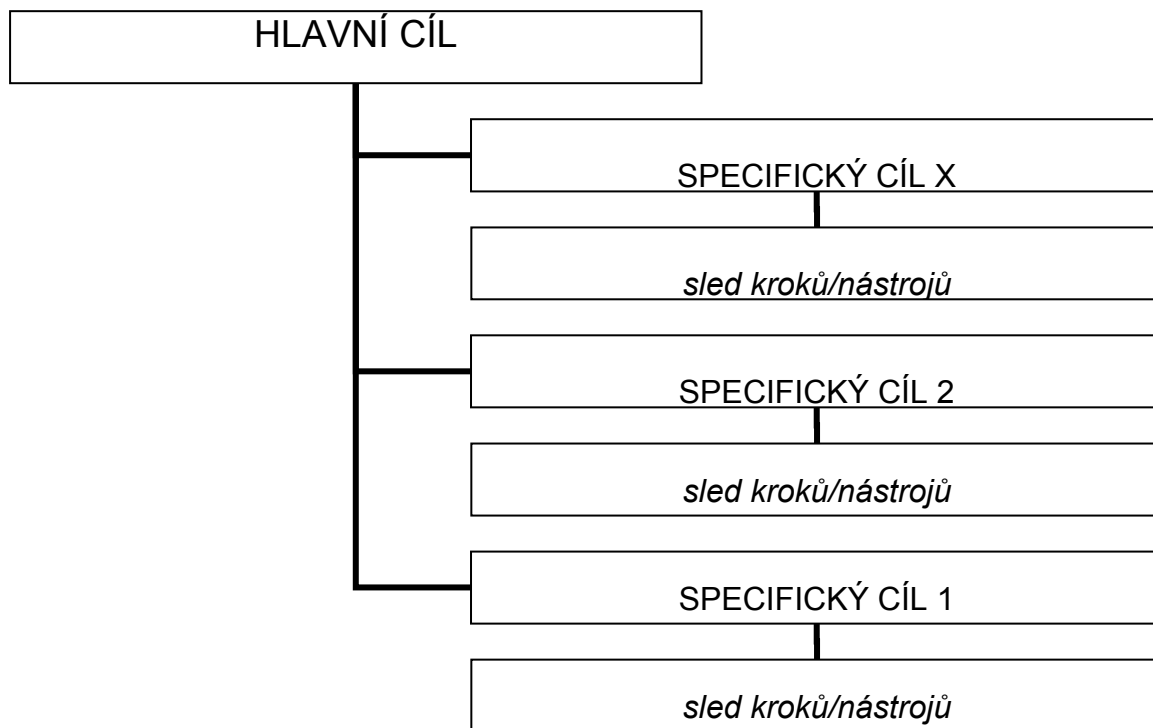 HLAVNÍ CÍL
SPECIFICKÝ CÍL X
sled kroků/nástrojů
SPECIFICKÝ CÍL 2
sled kroků/nástrojů
SPECIFICKÝ CÍL 1
sled kroků/nástrojů